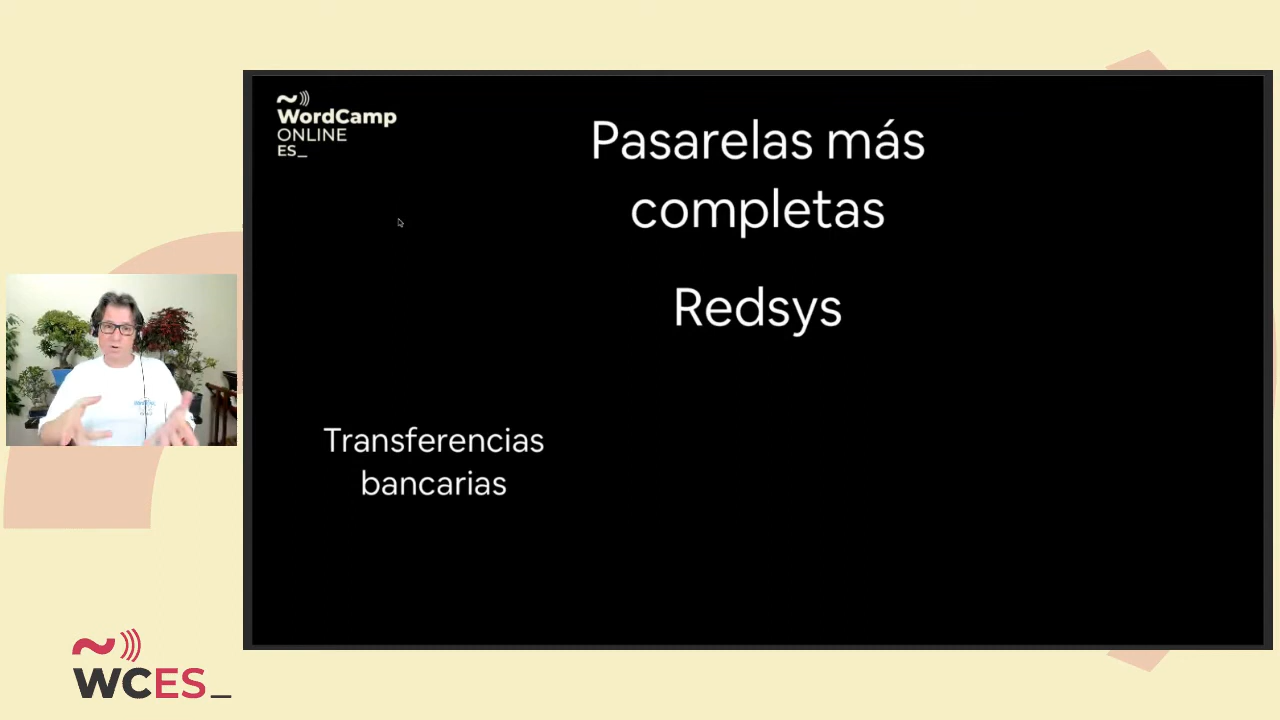 WordCamp
ONLINE
ES_
Pasarelas más
completas
Redsys
Transferencias
bancarias
WCES_